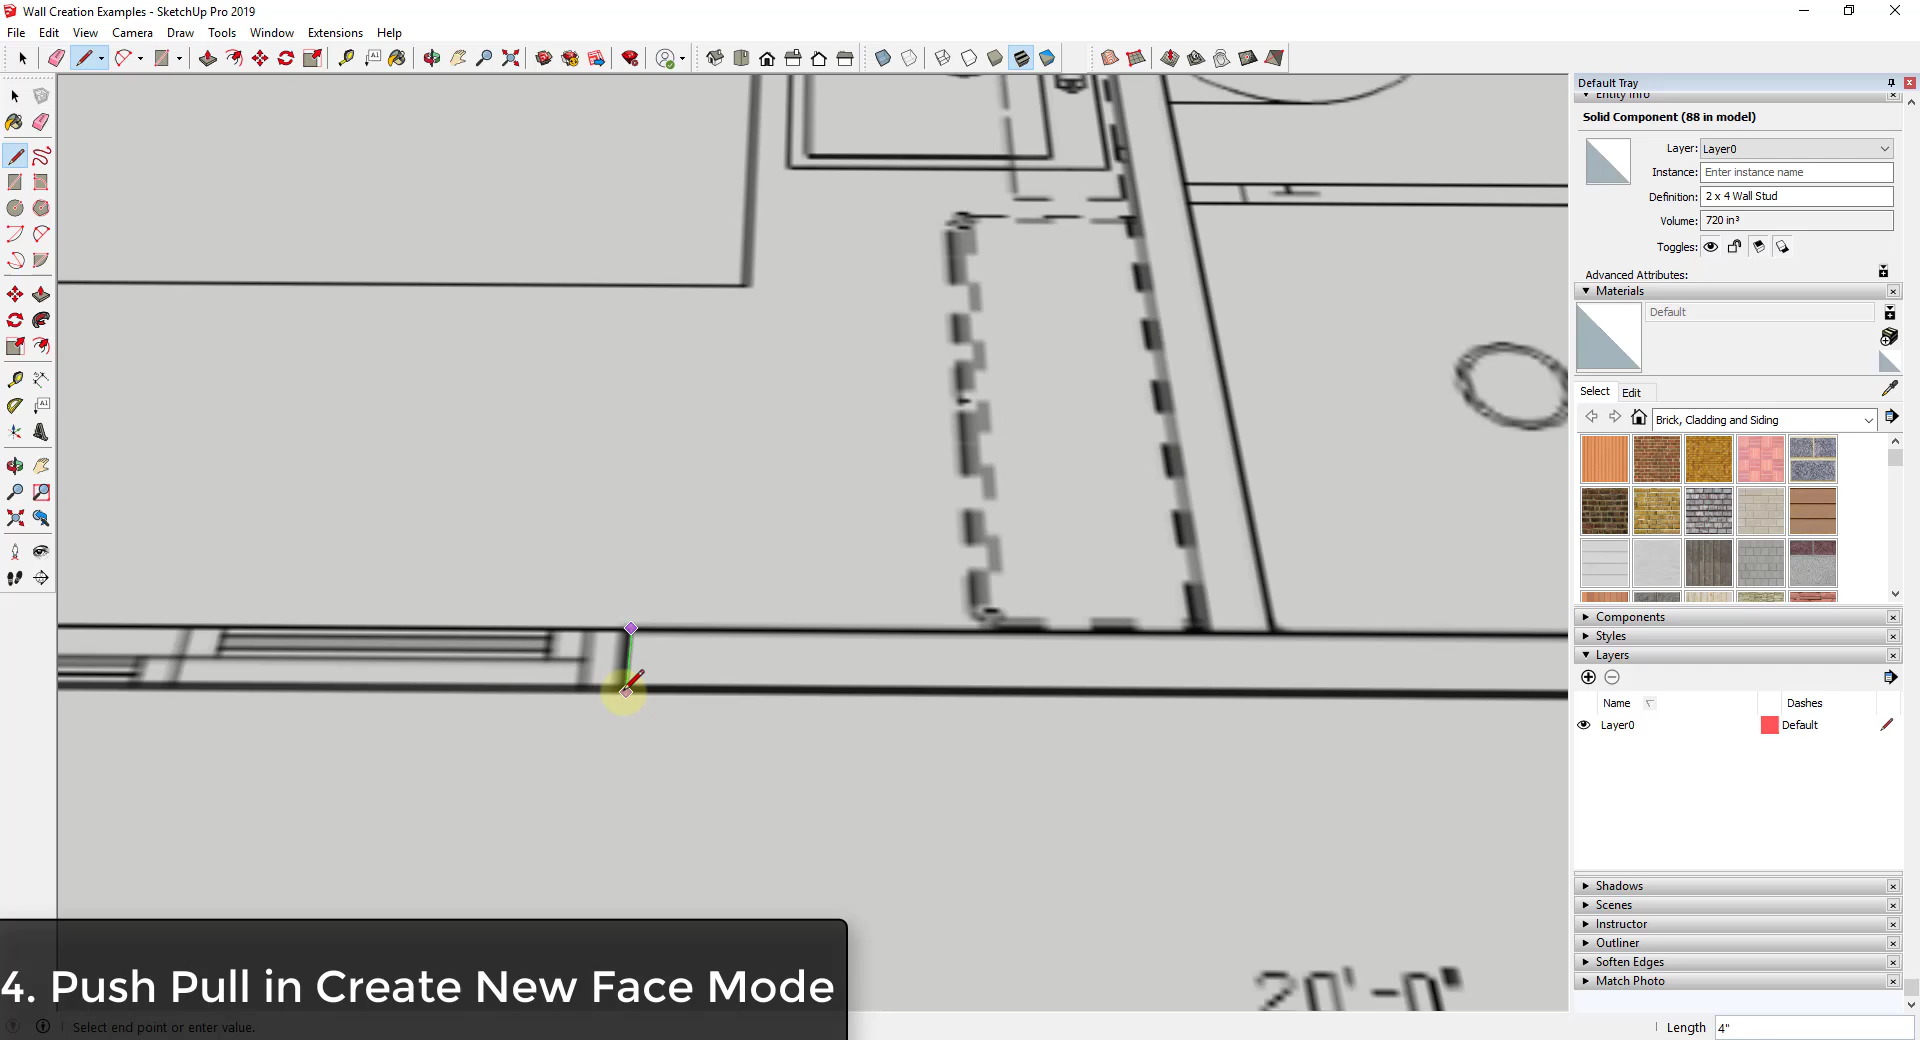 Wall Creation Examples - SketchUp Pro 2019
File Edit View Camera Draw Tools Window Extensions Help
Default Tray
Entity Info
Solid Component (88 in model)
Layer: Layer0
Instance: Enter instance name
Definition: 2 x 4 Wall Stud
Volume: 720 in³
Toggles:
Advanced Attributes:
Materials
Default
Select Edit
Brick, Cladding and Siding
Components
Styles
Layers
Name Dashes
Layer0 Default
Shadows
Scenes
Instructor
Outliner
Soften Edges
Match Photo
20'-0"
4. Push Pull in Create New Face Mode
Select end point or enter value.
Length 4"